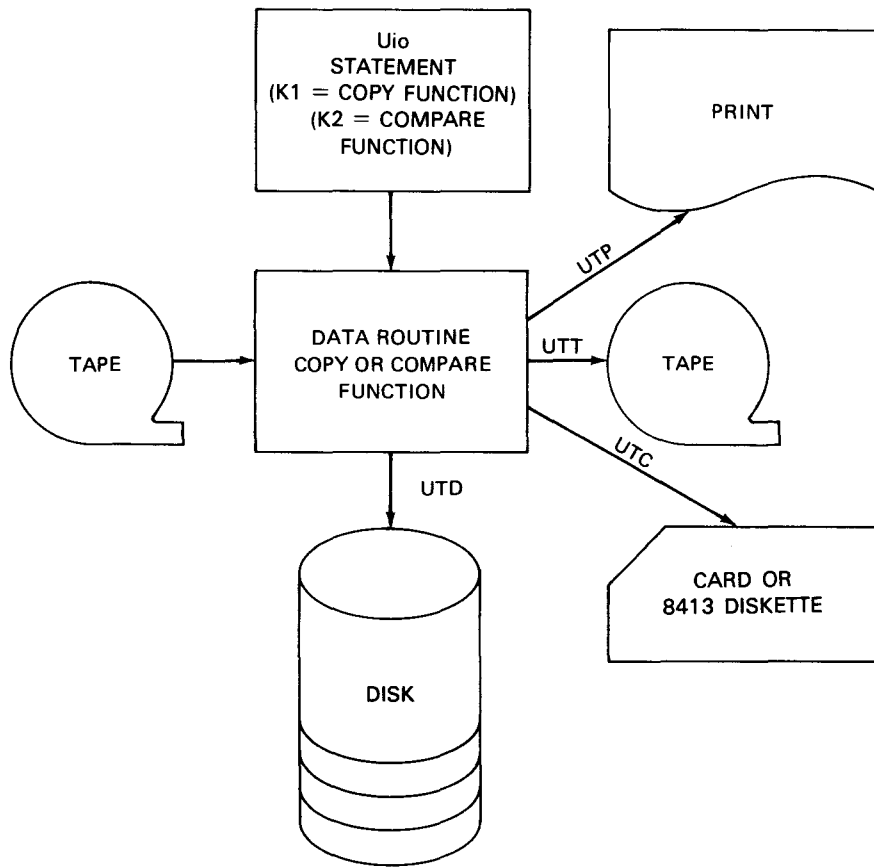 Uio
STATEMENT
(K1 = COPY FUNCTION)
(K2 = COMPARE
FUNCTION)
PRINT
UTP
TAPE
DATA ROUTINE
COPY OR COMPARE
FUNCTION
UTT
TAPE
UTC
UTD
CARD OR
8413 DISKETTE
DISK